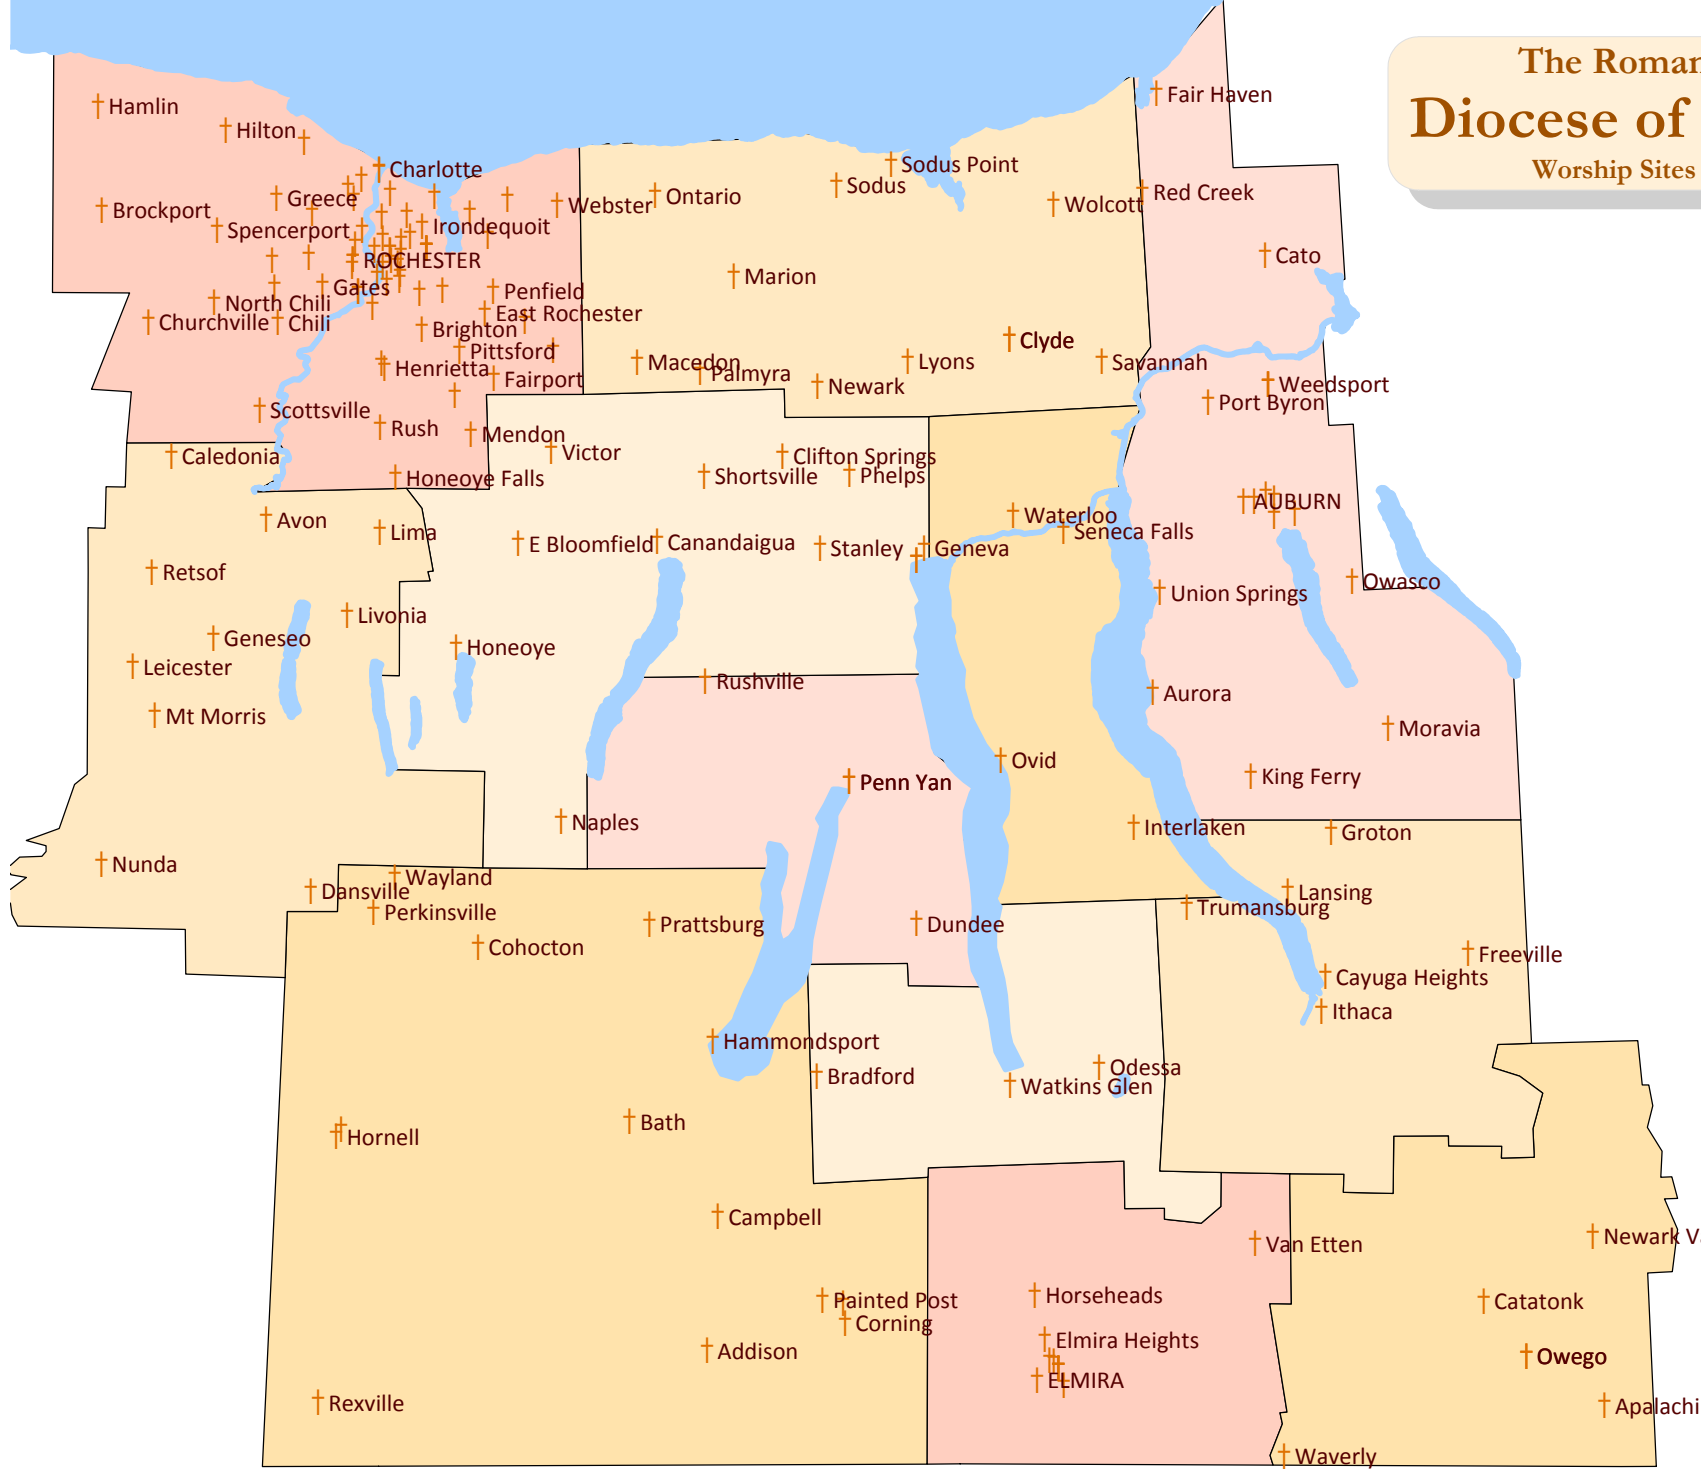 The Roman
Diocese of
Worship Sites
Fair Haven
Hamlin
Hilton
Charlotte
Sodus Point
Sodus
Greece
Webster
Ontario
Wolcott
Red Creek
Brockport
Spencerport
Irondequoit
ROCHESTER
Cato
Marion
Gates
Penfield
North Chili
East Rochester
Churchville
Chili
Brighton
Clyde
Pittsford
Henrietta
Macedon
Palmyra
Lyons
Savannah
Fairport
Newark
Weedsport
Port Byron
Scottsville
Rush
Mendon
Victor
Caledonia
Clifton Springs
Honeoye Falls
Shortsville
Phelps
AUBURN
Avon
Waterloo
Lima
Seneca Falls
E Bloomfield
Canandaigua
Stanley
Geneva
Retsof
Owasco
Union Springs
Livonia
Geneseo
Honeoye
Leicester
Rushville
Aurora
Mt Morris
Moravia
Ovid
King Ferry
Penn Yan
Naples
Interlaken
Groton
Nunda
Wayland
Dansville
Lansing
Perkinsville
Trumansburg
Prattsburg
Dundee
Cohocton
Freeville
Cayuga Heights
Ithaca
Hammondsport
Odessa
Bradford
Watkins Glen
Bath
Hornell
Campbell
Newark Va
Van Etten
Horseheads
Painted Post
Catatonk
Corning
Elmira Heights
Addison
Owego
ELMIRA
Rexville
Apalachi
Waverly